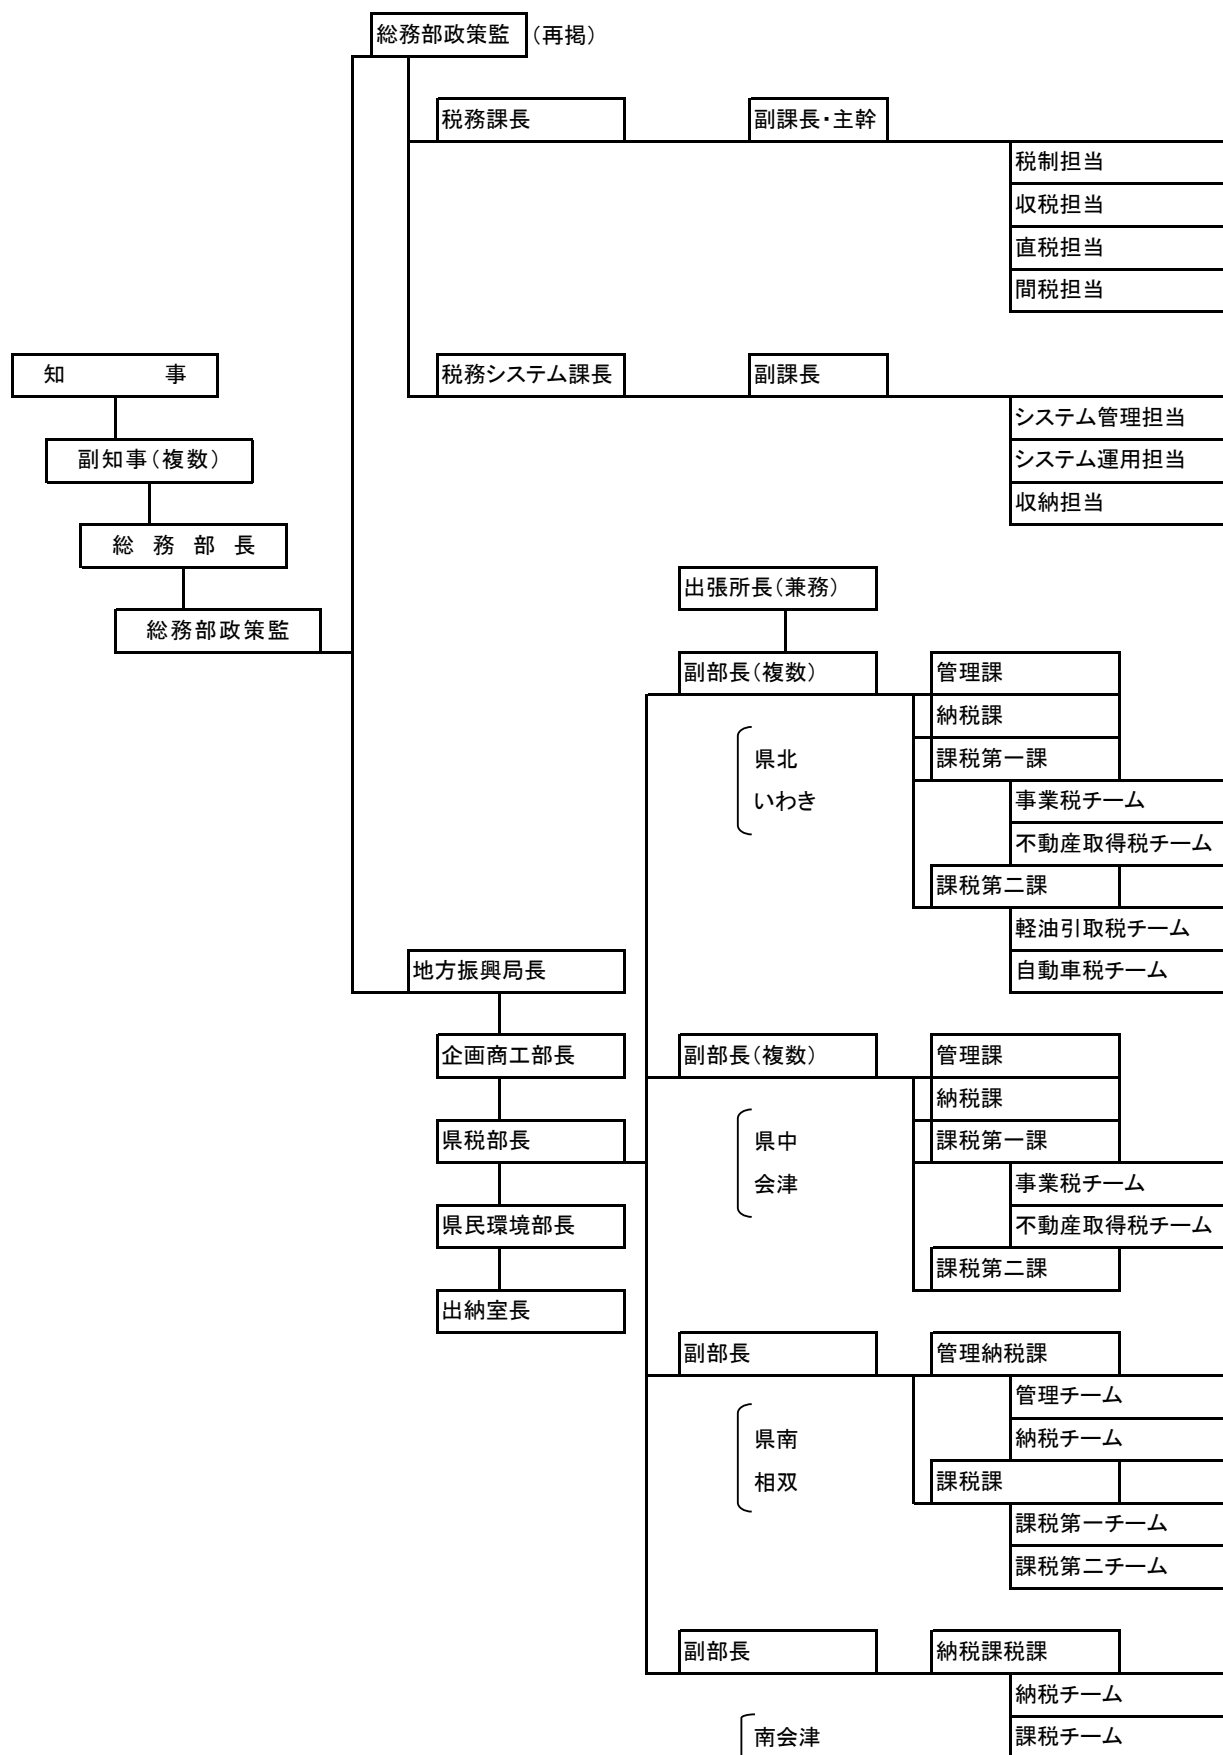 総務部政策監 (再掲)
税務課長 副課長・主幹
税制担当
収税担当
直税担当
間税担当
知　　　事 税務システム課長 副課長
システム管理担当
副知事(複数) システム運用担当
収納担当
総 務 部 長
出張所長(兼務)
総務部政策監
副部長(複数) 管理課
納税課
県北 課税第一課
いわき 事業税チーム
不動産取得税チーム
課税第二課
軽油引取税チーム
地方振興局長 自動車税チーム
企画商工部長 副部長(複数) 管理課
納税課
県税部長 県中 課税第一課
会津 事業税チーム
県民環境部長 不動産取得税チーム
課税第二課
出納室長
副部長 管理納税課
管理チーム
県南 納税チーム
相双 課税課
課税第一チーム
課税第二チーム
副部長 納税課税課
納税チーム
南会津 課税チーム